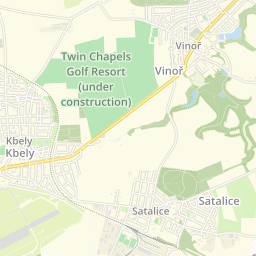 Vinoř
Twin Chapels
Golf Resort
(under
construction)
Vinoř
Kbely
Kbely
Satalice
Satalice